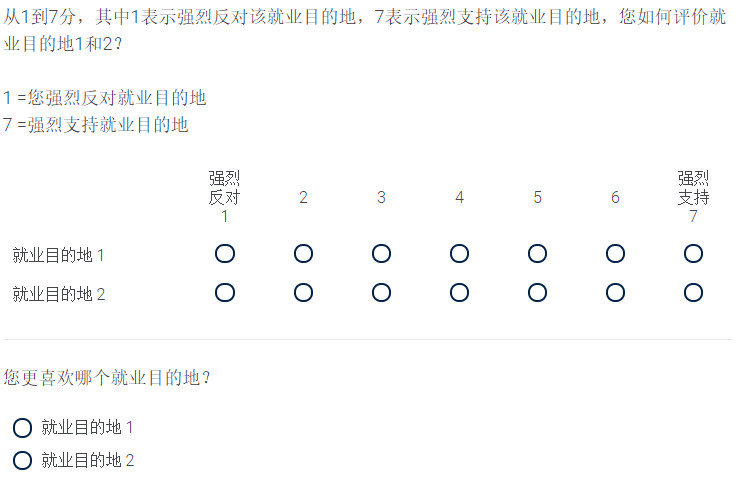 从1到7分，其中1表示强烈反对该就业目的地，7表示强烈支持该就业目的地，您如何评价就
业目的地1和2？
1 =您强烈反对就业目的地
7 =强烈支持就业目的地
强烈
反对
1
2
3
4
5
6
强烈
支持
7
就业目的地 1
就业目的地 2
您更喜欢哪个就业目的地？
就业目的地 1
就业目的地 2